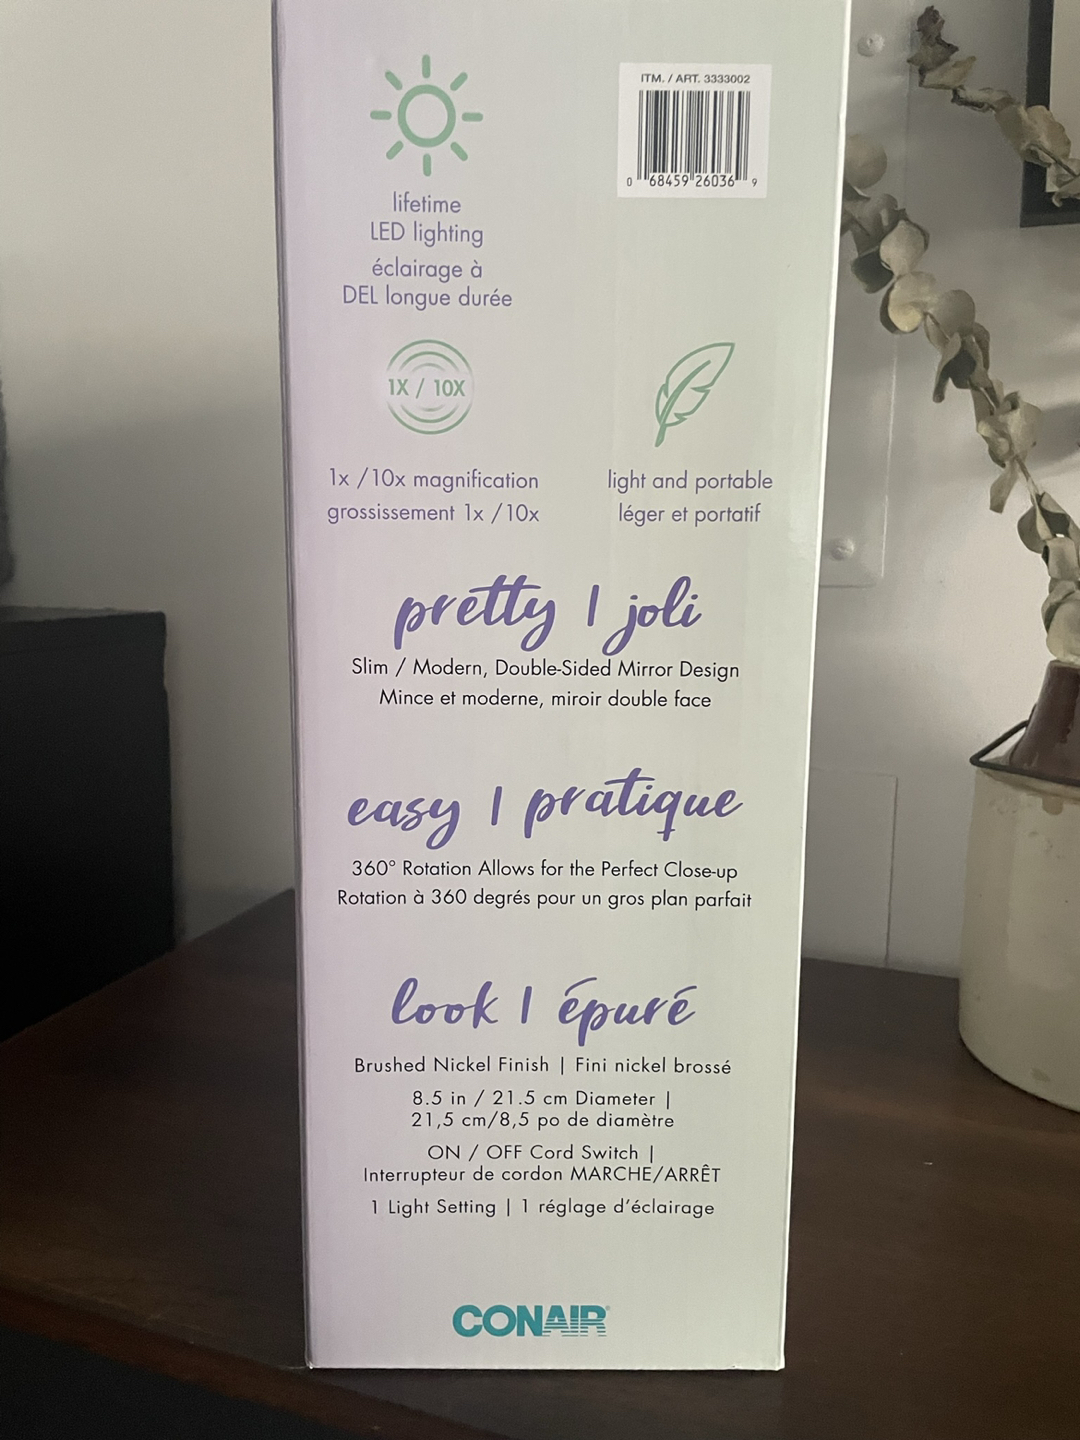 ITM. / ART. 3333002
0 68459 26036 9
lifetime
LED lighting
éclairage à
DEL longue durée
1X / 10X
1x / 10x magnification
grossissement 1x / 10x
light and portable
léger et portatif
pretty | joli
Slim / Modern, Double-Sided Mirror Design
Mince et moderne, miroir double face
easy | pratique
360° Rotation Allows for the Perfect Close-up
Rotation à 360 degrés pour un gros plan parfait
look | épuré
Brushed Nickel Finish | Fini nickel brossé
8.5 in / 21.5 cm Diameter |
21,5 cm/8,5 po de diamètre
ON / OFF Cord Switch |
Interrupteur de cordon MARCHE/ARRÊT
1 Light Setting | 1 réglage d'éclairage
CONAIR